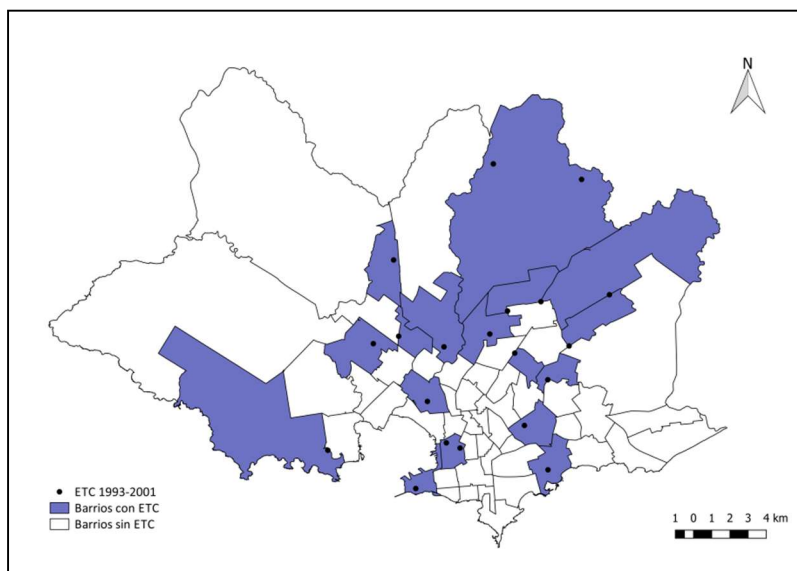 N
ETC 1993-2001
Barrios con ETC
Barrios sin ETC
1 0 1 2 3 4 km